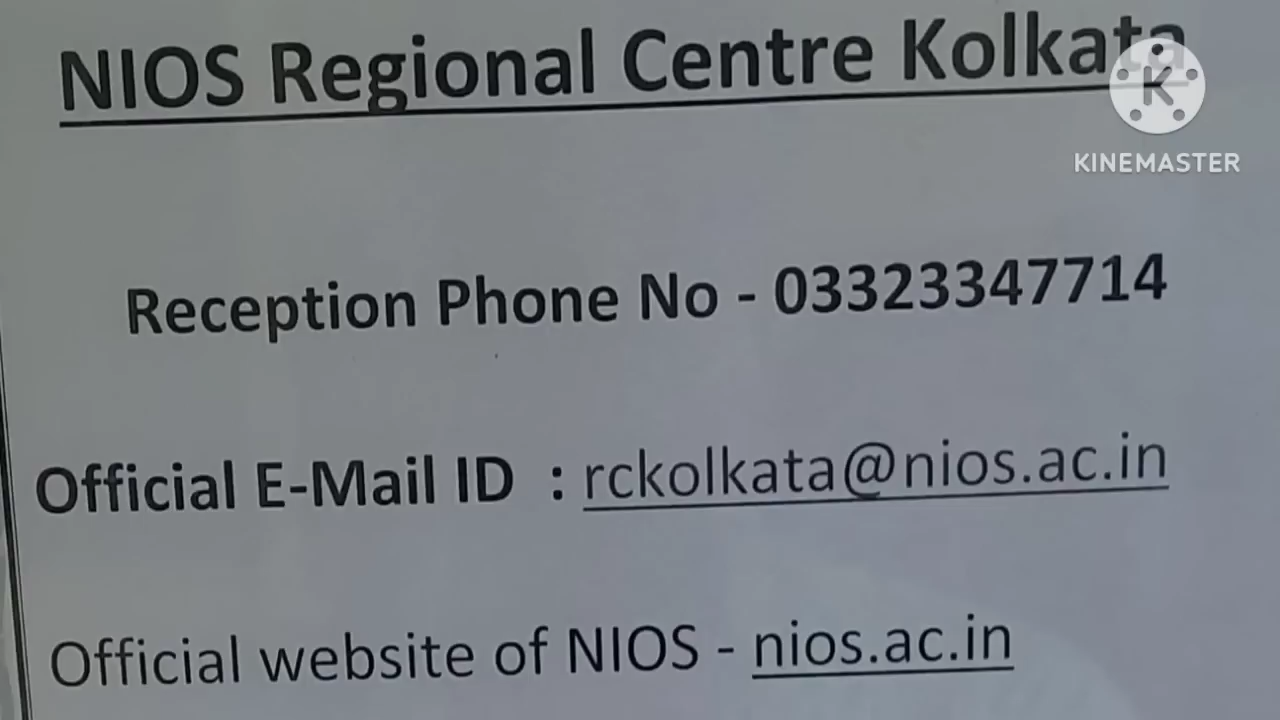 NIOS Regional Centre Kolkata
K
KINEMASTER
Reception Phone No - 03323347714
Official E-Mail ID : rckolkata@nios.ac.in
Official website of NIOS - nios.ac.in